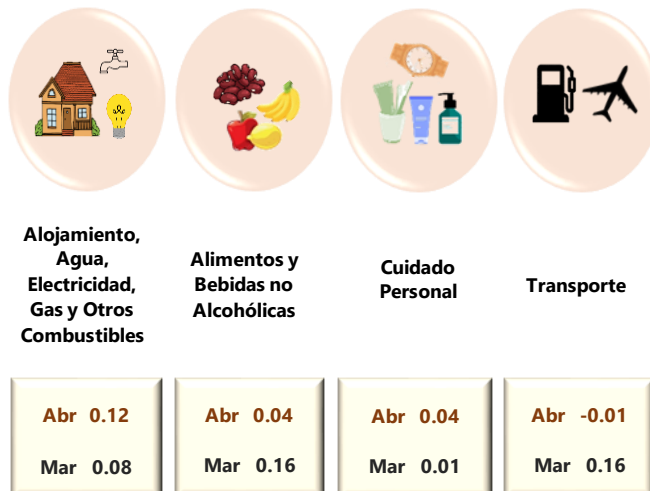 Alojamiento,
Agua,
Electricidad,
Gas y Otros
Combustibles
Alimentos y
Bebidas no
Alcohólicas
Cuidado
Personal
Transporte
Abr 0.12
Mar 0.08
Abr 0.04
Mar 0.16
Abr 0.04
Mar 0.01
Abr -0.01
Mar 0.16